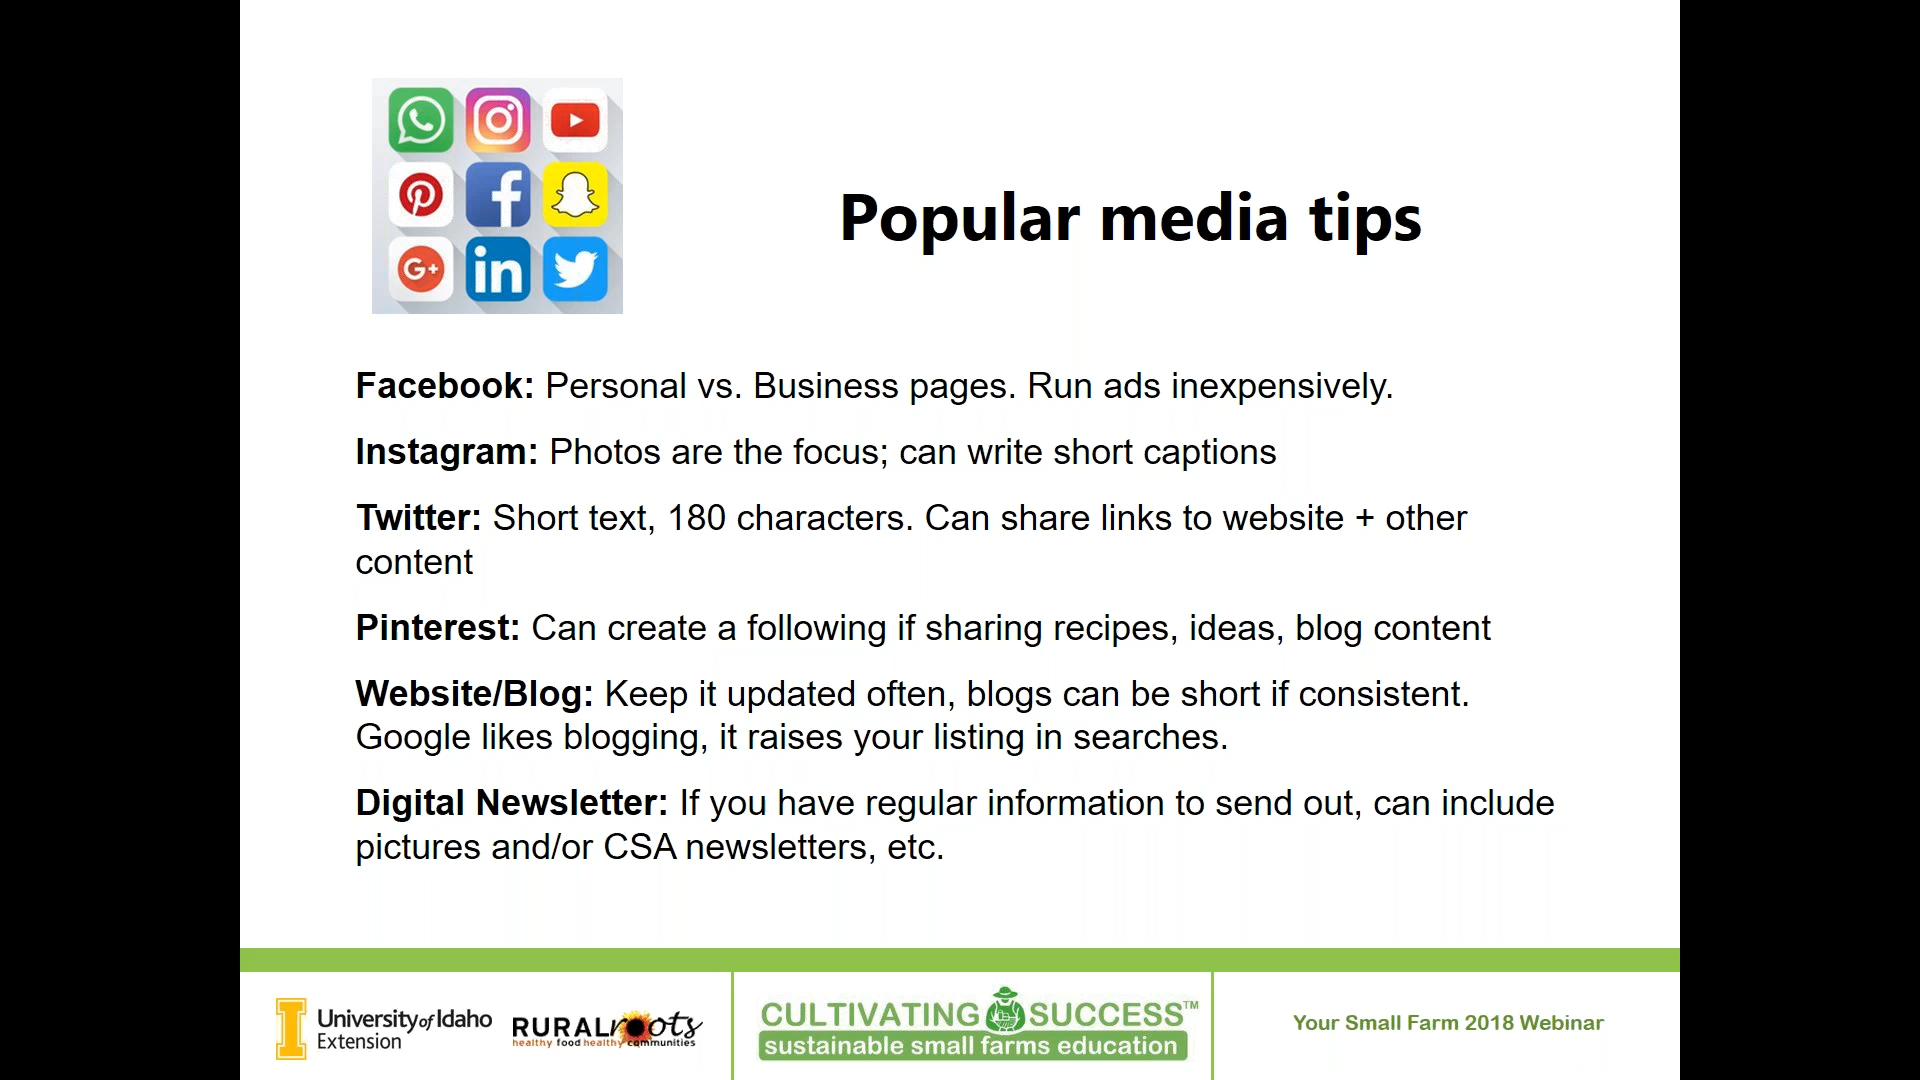 Popular media tips
Facebook: Personal vs. Business pages. Run ads inexpensively.
Instagram: Photos are the focus; can write short captions
Twitter: Short text, 180 characters. Can share links to website + other
content
Pinterest: Can create a following if sharing recipes, ideas, blog content
Website/Blog: Keep it updated often, blogs can be short if consistent.
Google likes blogging, it raises your listing in searches.
Digital Newsletter: If you have regular information to send out, can include
pictures and/or CSA newsletters, etc.
I University of Idaho
Extension
RURAL roots
healthy food healthy communities
CULTIVATING SUCCESS™
sustainable small farms education
Your Small Farm 2018 Webinar
G+
in